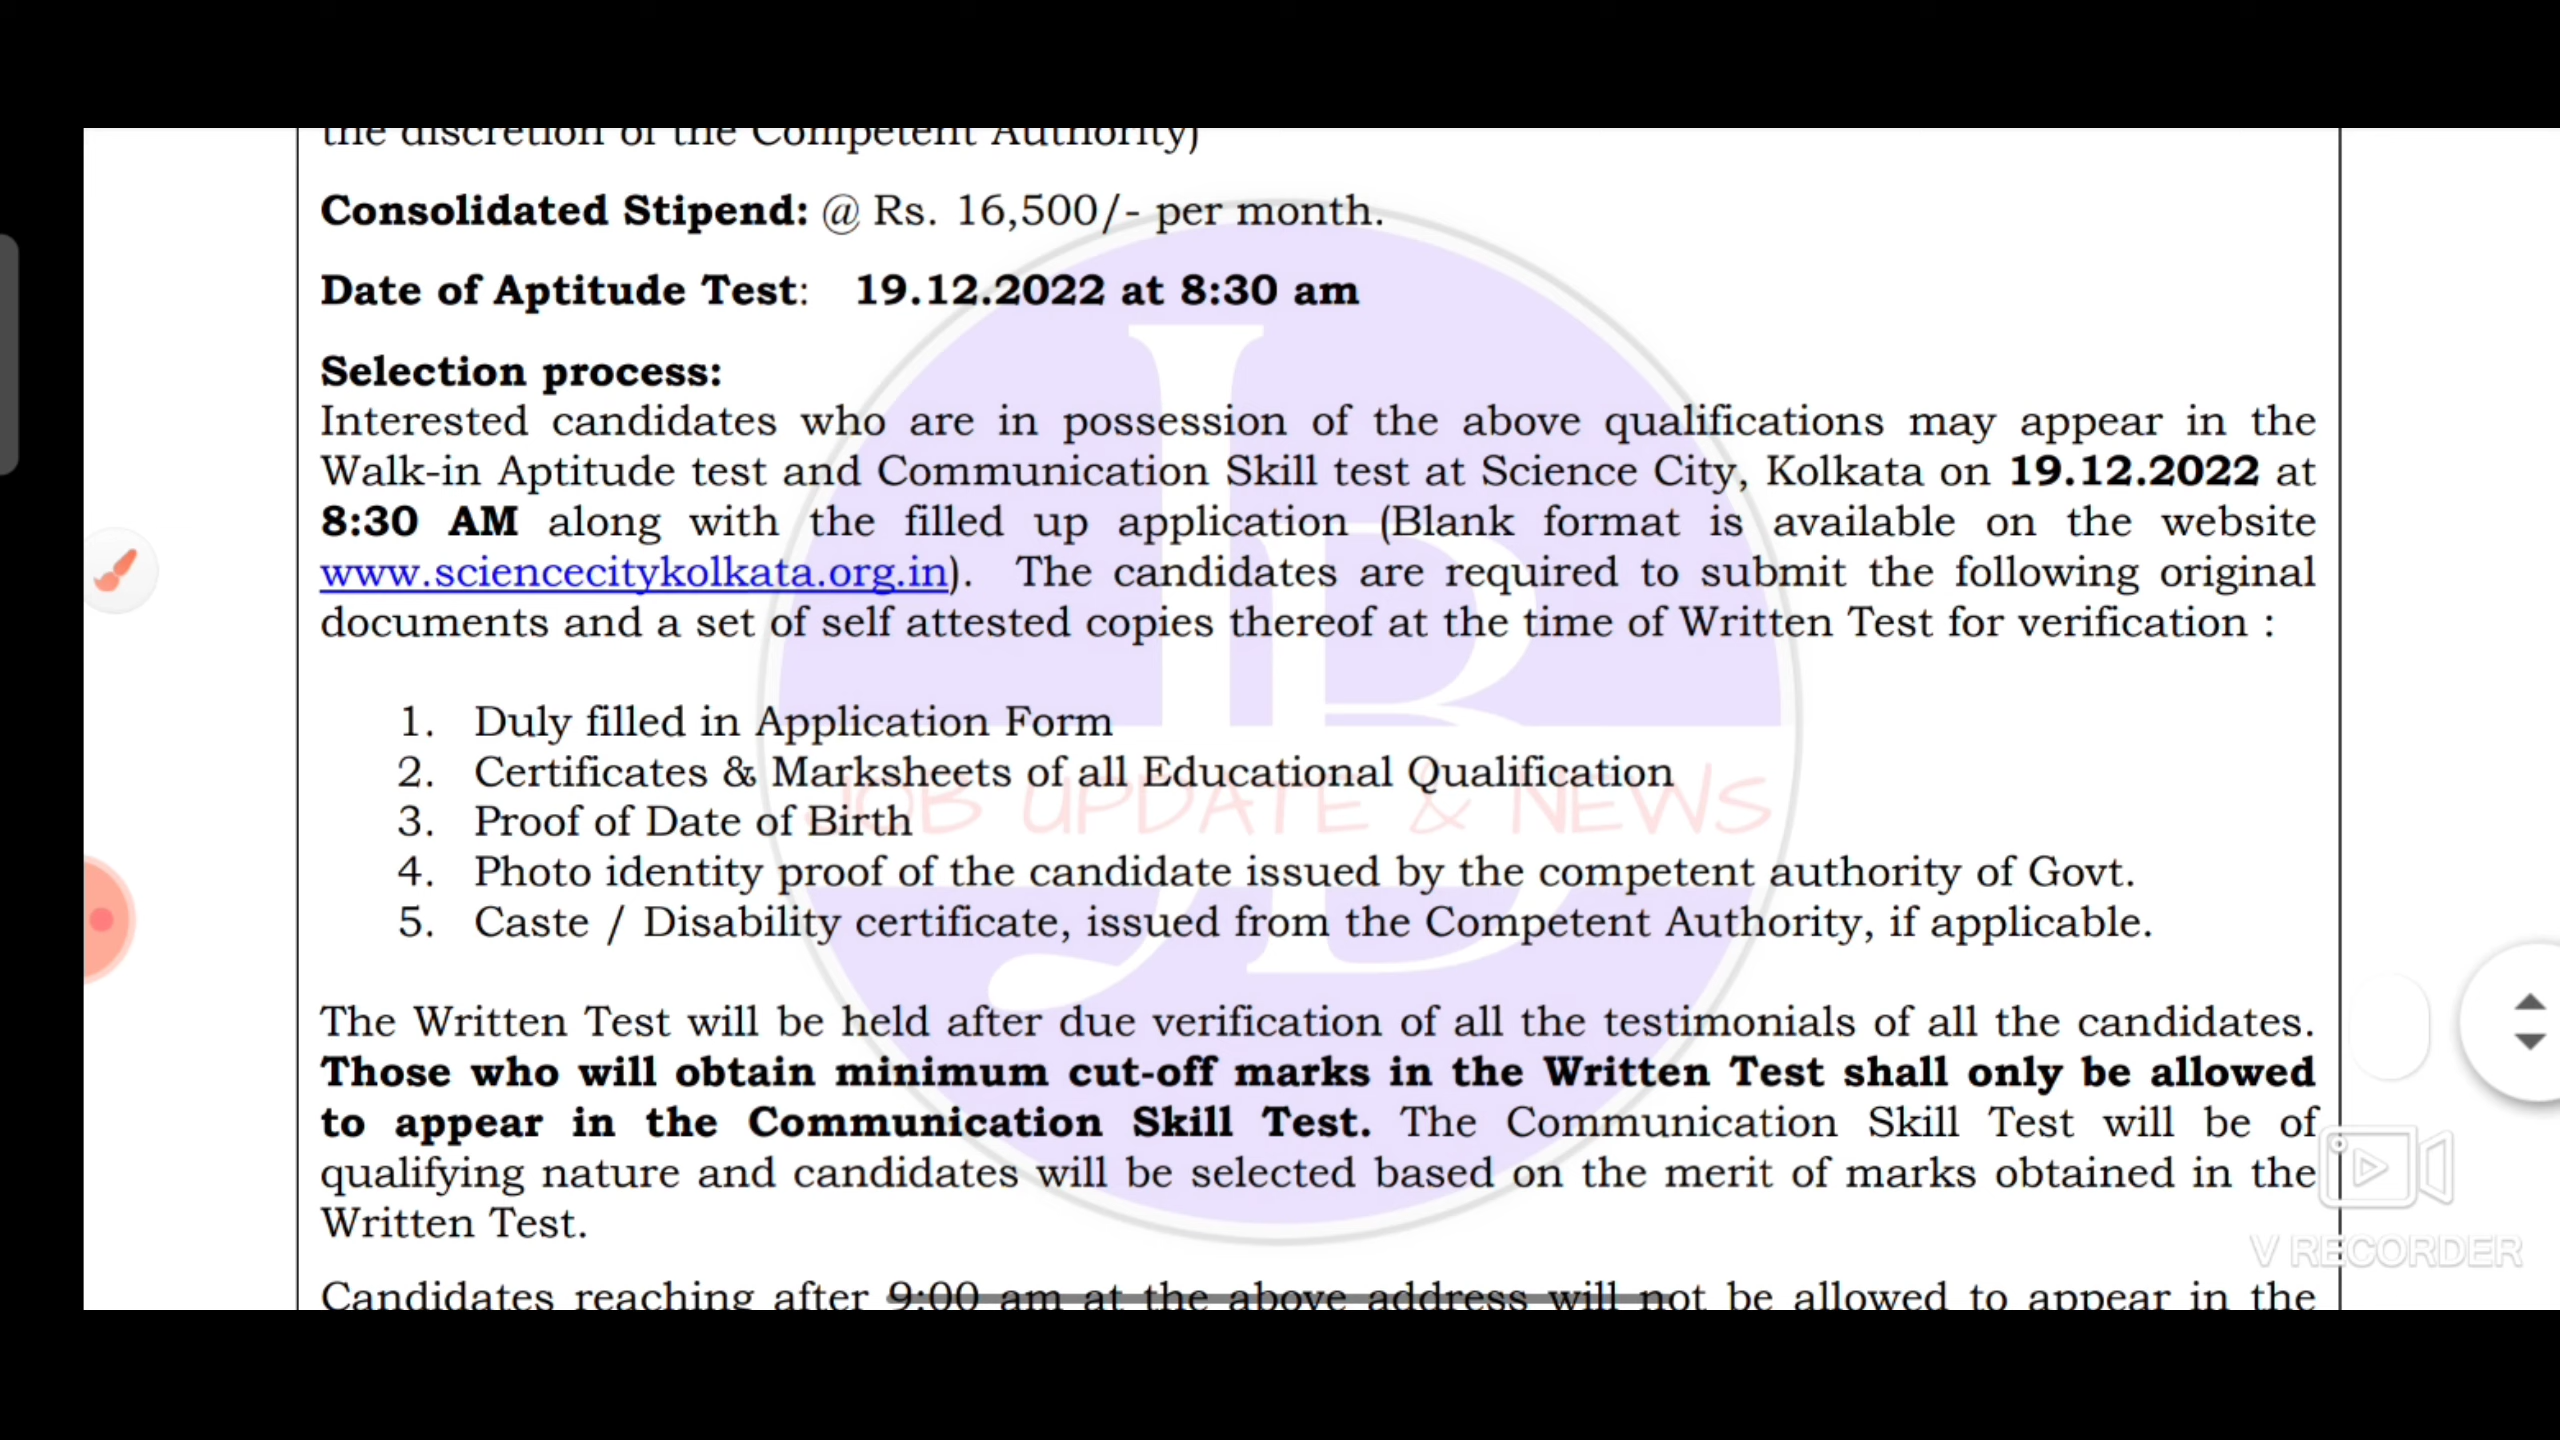 the discretion of the Competent Authority)
Consolidated Stipend: @ Rs. 16,500/- per month.
Date of Aptitude Test: 19.12.2022 at 8:30 am
Selection process:
Interested candidates who are in possession of the above qualifications may appear in the
Walk-in Aptitude test and Communication Skill test at Science City, Kolkata on 19.12.2022 at
8:30 AM along with the filled up application (Blank format is available on the website
www.sciencecitykolkata.org.in). The candidates are required to submit the following original
documents and a set of self attested copies thereof at the time of Written Test for verification :
1. Duly filled in Application Form
2. Certificates & Marksheets of all Educational Qualification
JOB UPDATE & NEWS
3. Proof of Date of Birth
4. Photo identity proof of the candidate issued by the competent authority of Govt.
5. Caste / Disability certificate, issued from the Competent Authority, if applicable.
The Written Test will be held after due verification of all the testimonials of all the candidates.
Those who will obtain minimum cut-off marks in the Written Test shall only be allowed
to appear in the Communication Skill Test. The Communication Skill Test will be of
qualifying nature and candidates will be selected based on the merit of marks obtained in the
Written Test.
V RECORDER
Candidates reaching after 9:00 am at the above address will not be allowed to appear in the
JB